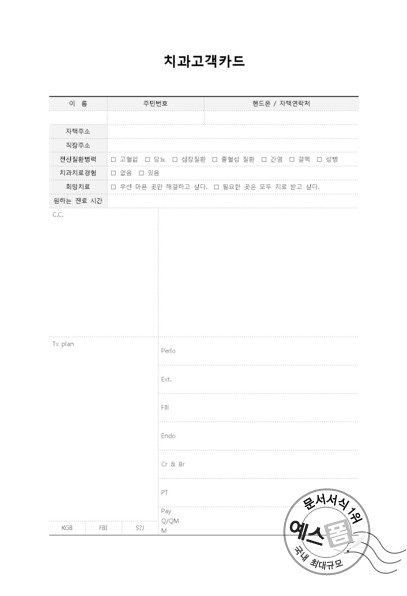 치과고객카드
이 름 주민번호 핸드폰 / 자택연락처
자택주소
직장주소
전신질환병력 □ 고혈압 □ 당뇨 □ 심장질환 □ 출혈성 질환 □ 간염 □ 결핵 □ 성병
치과치료경험 □ 없음 □ 있음
희망치료 □ 우선 아픈 곳만 해결하고 싶다. □ 필요한 곳은 모두 치료 받고 싶다.
원하는 진료 시간
C.C.
Tx plan
Perio
Ext.
Fill
Endo
Cr & Br
PT
Pay
Q/QM
M
KGB FBI
문서서식 1위
예스폼
국내 최대규모